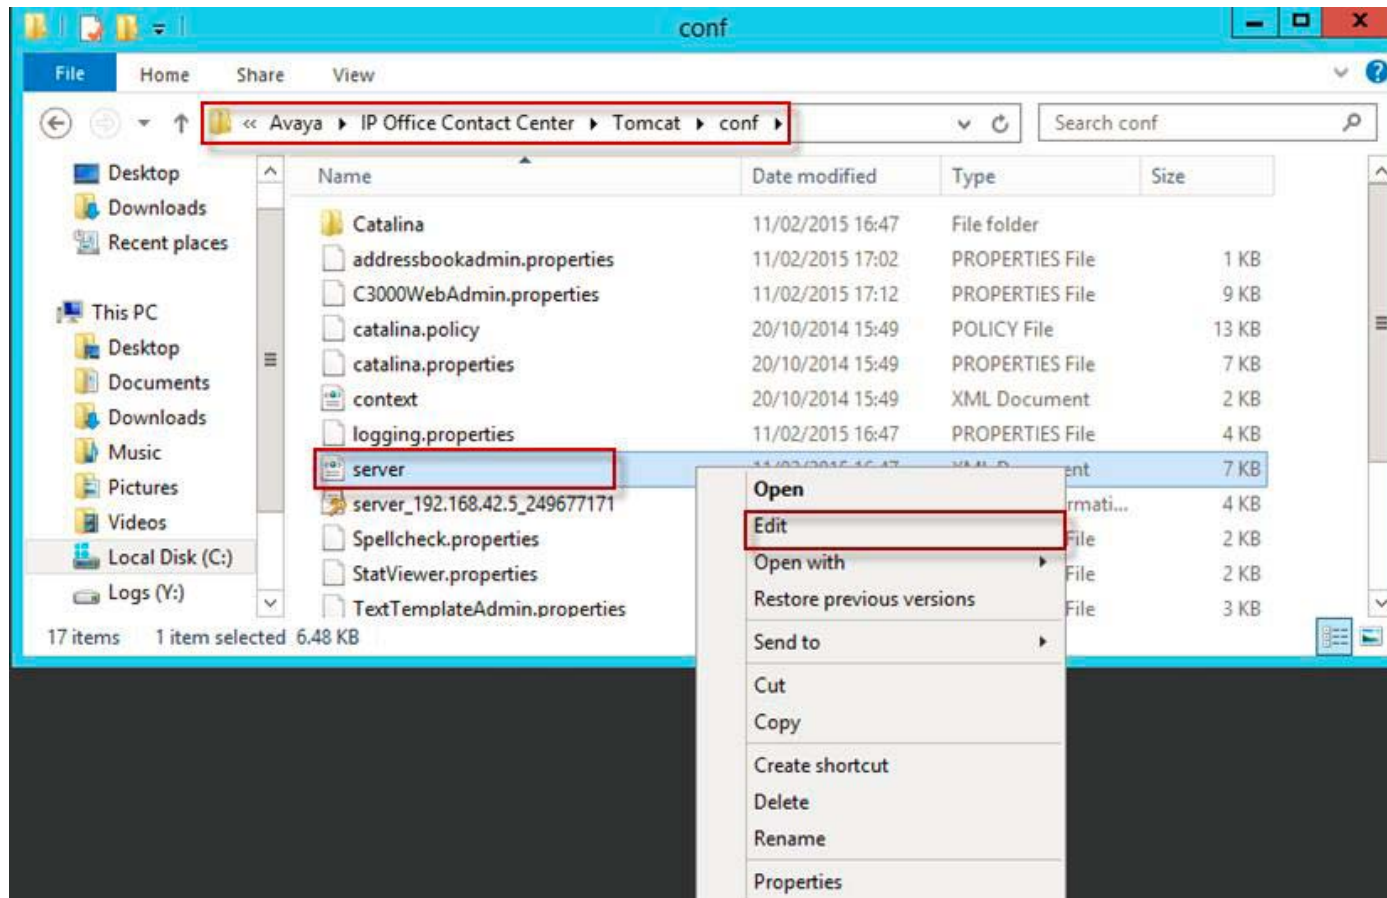 conf
File Home Share View
« Avaya IP Office Contact Center Tomcat conf Search conf
Desktop
Downloads
Recent places
This PC
Desktop
Documents
Downloads
Music
Pictures
Videos
Local Disk (C:)
Logs (Y:)
Name Date modified Type Size
Catalina 11/02/2015 16:47 File folder
addressbookadmin.properties 11/02/2015 17:02 PROPERTIES File 1 KB
C3000WebAdmin.properties 11/02/2015 17:12 PROPERTIES File 9 KB
catalina.policy 20/10/2014 15:49 POLICY File 13 KB
catalina.properties 20/10/2014 15:49 PROPERTIES File 7 KB
context 20/10/2014 15:49 XML Document 2 KB
logging.properties 11/02/2015 16:47 PROPERTIES File 4 KB
server 7 KB
server_192.168.42.5_249677171 rmati... 4 KB
Spellcheck.properties File 2 KB
StatViewer.properties File 2 KB
TextTemplateAdmin.properties File 3 KB
17 items 1 item selected 6.48 KB
Open
Edit
Open with
Restore previous versions
Send to
Cut
Copy
Create shortcut
Delete
Rename
Properties